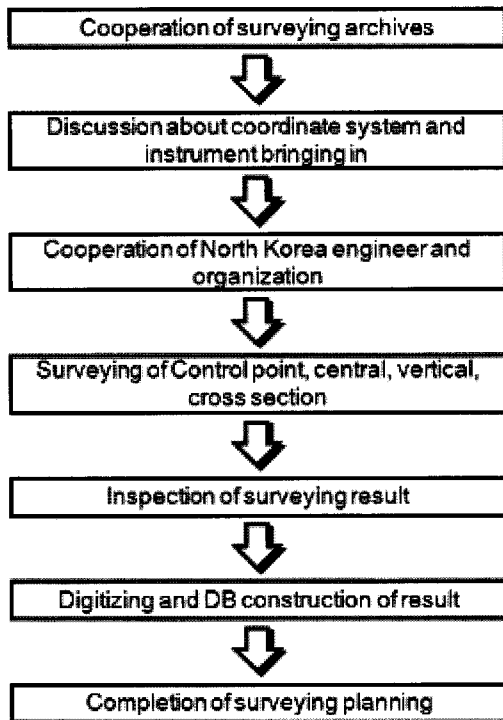 Cooperation of surveying archives
Discussion about coordinate system and
instrument bringing in
Cooperation of North Korea engineer and
organization
Surveying of Control point, central, vertical,
cross section
Inspection of surveying result
Digitizing and DB construction of result
Completion of surveying planning